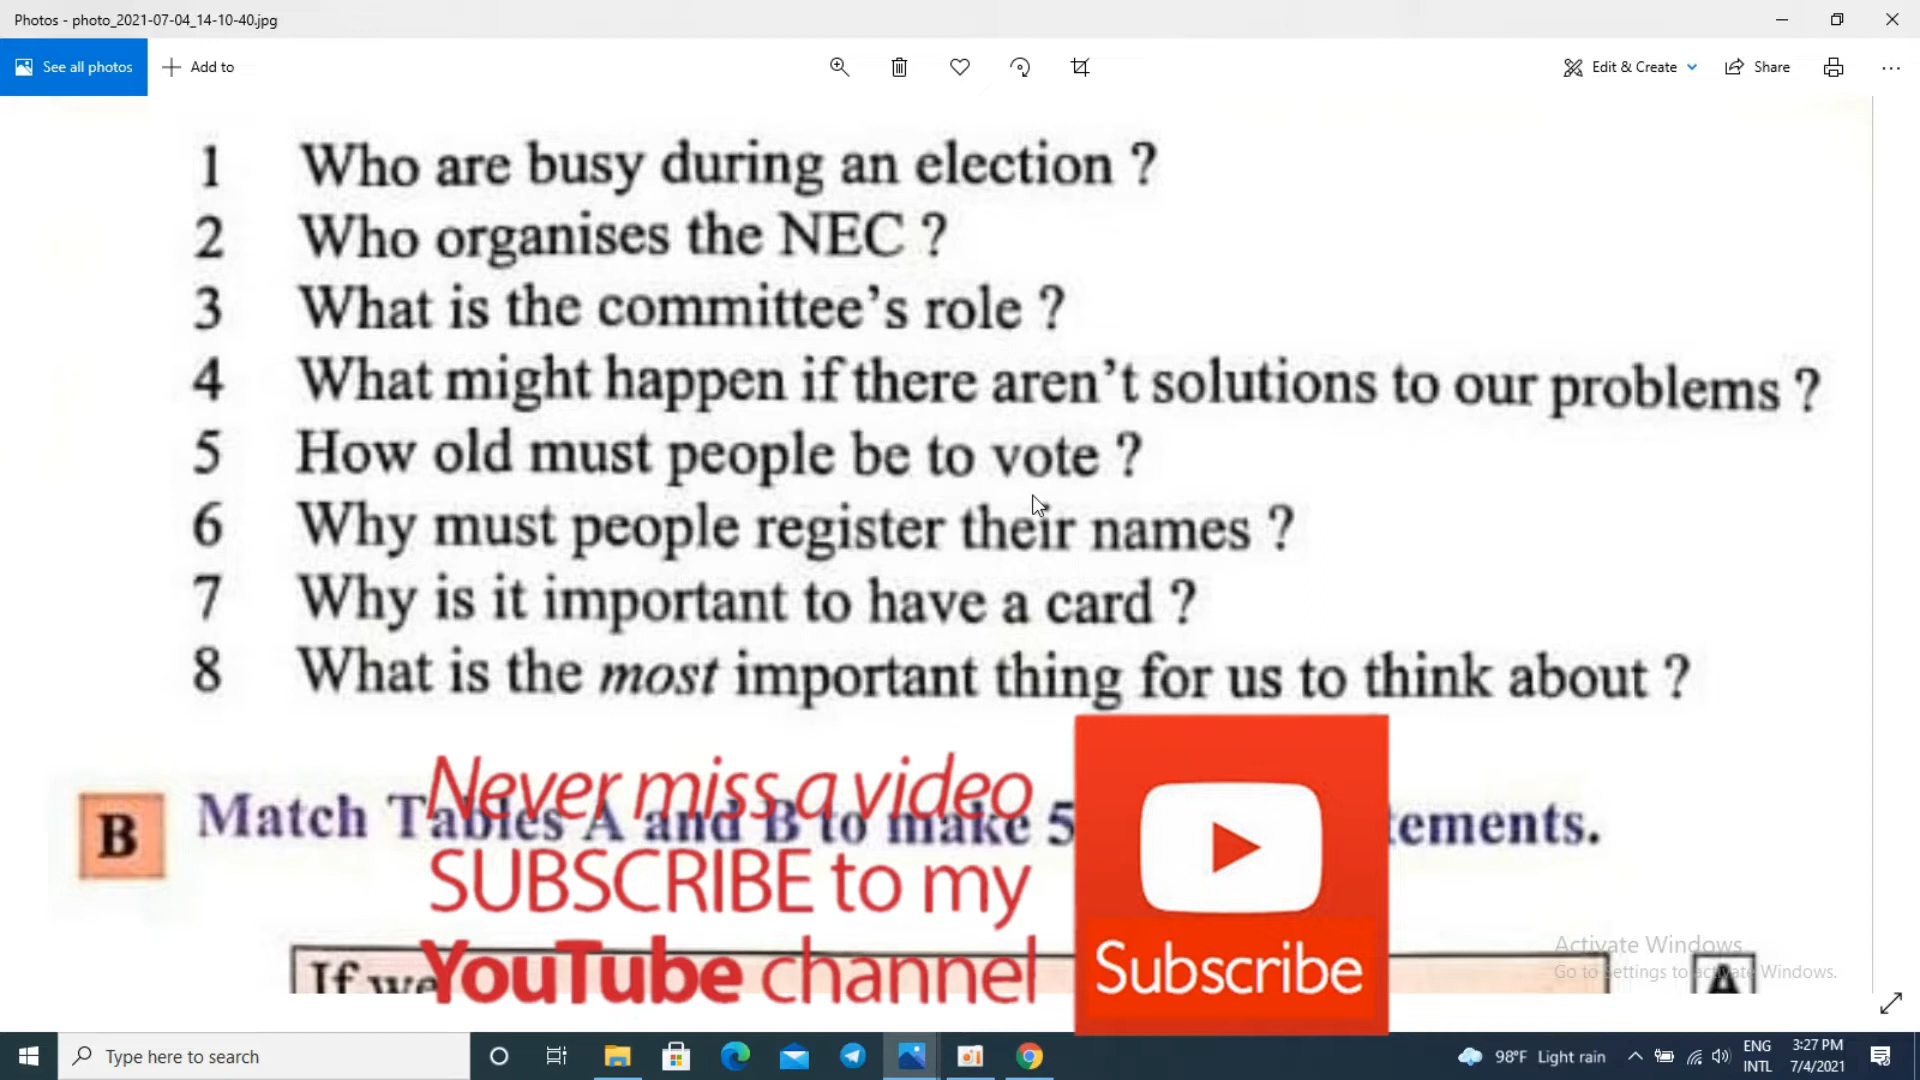 Photos - photo_2021-07-04_14-10-40.jpg
See all photos
Add to
Edit & Create
Share
1 Who are busy during an election ?
2 Who organises the NEC ?
3 What is the committee's role ?
4 What might happen if there aren't solutions to our problems ?
5 How old must people be to vote ?
6 Why must people register their names ?
7 Why is it important to have a card ?
8 What is the most important thing for us to think about ?
B Match Tables A and B to make 5
Never miss a video
SUBSCRIBE to my
YouTube channel
Subscribe
If we
A
Activate Windows
Go to Settings to activate Windows.
Type here to search
98°F Light rain
ENG
INTL
3:27 PM
7/4/2021